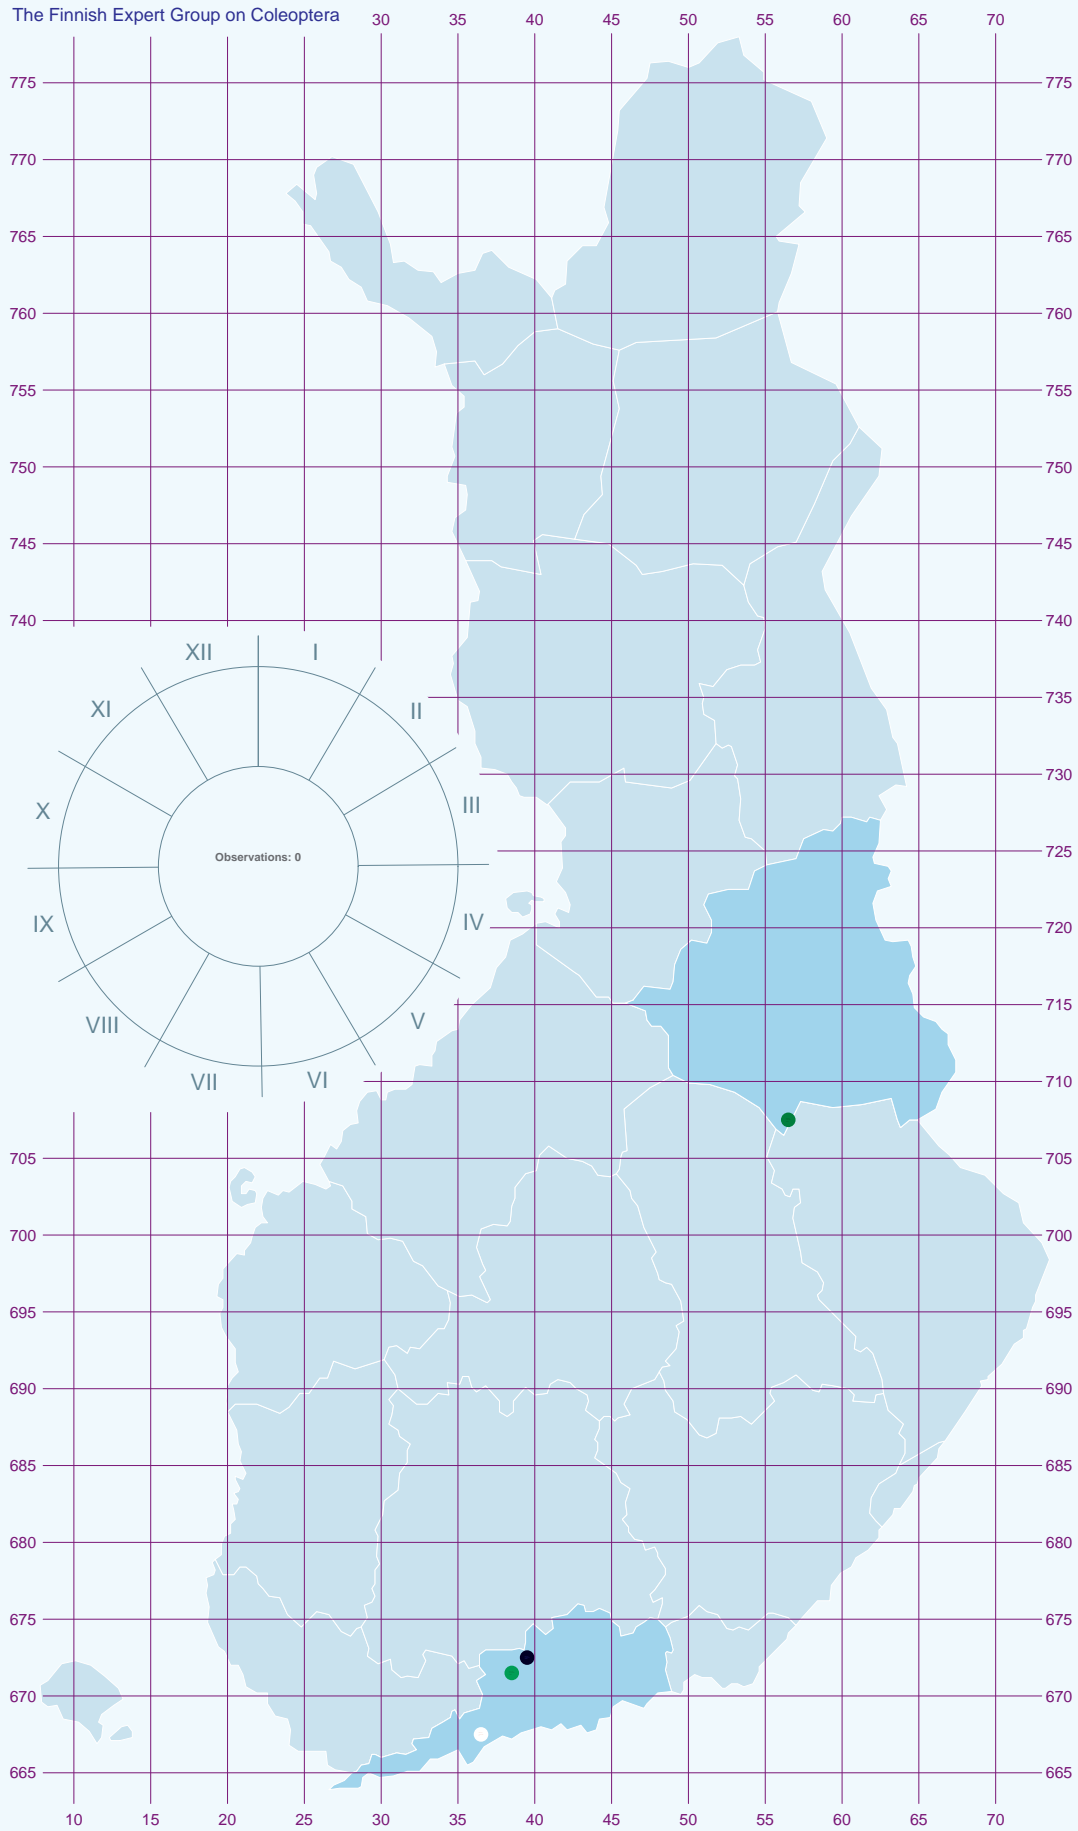 The Finnish Expert Group on Coleoptera 30 35 40 45 50 55 60 65 70
775 775
770 770
765 765
760 760
755 755
750 750
745 745
740 740
XII I
XI II
735
730
X III
725
Observations: 0
IX IV 720
715
VIII V
VII VI 710 710
705 705
700 700
695 695
690 690
685 685
680 680
675 675
670 670
665 665
10 15 20 25 30 35 40 45 50 55 60 65 70